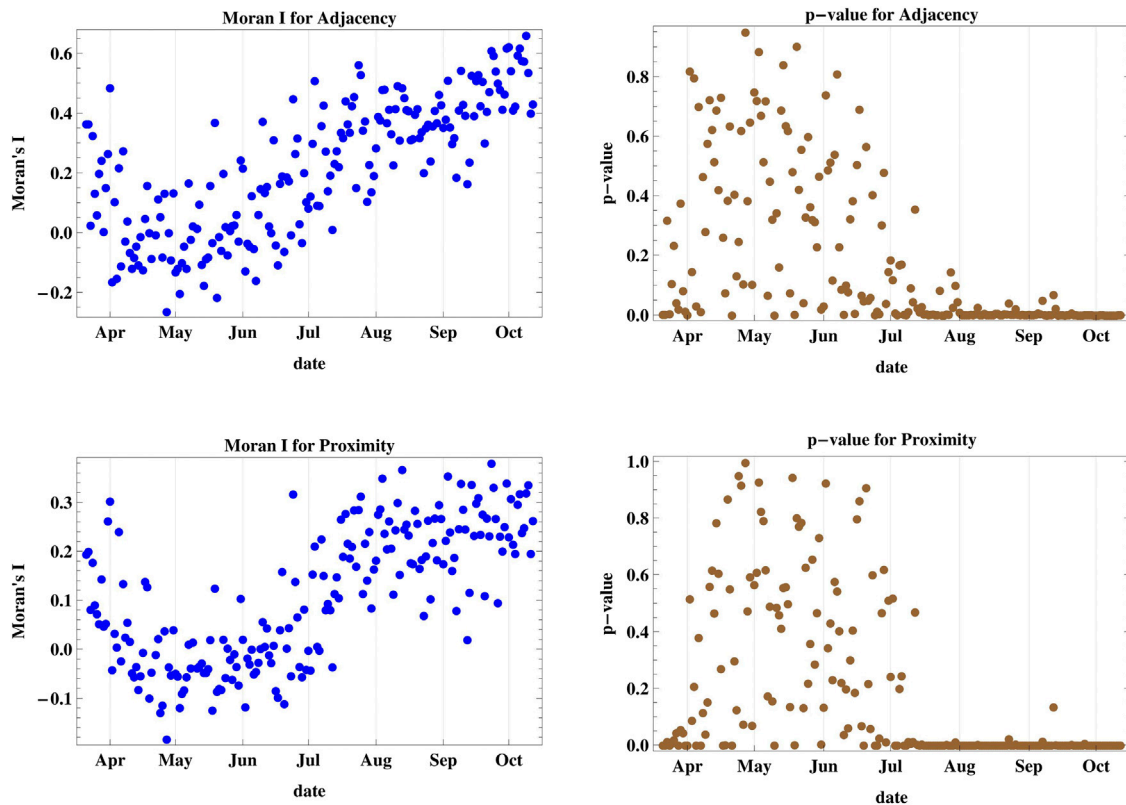 Moran I for Adjacency
Moran's I
0.6
0.4
0.2
0.0
−0.2
Apr May Jun Jul Aug Sep Oct
date
p−value for Adjacency
p−value
0.8
0.6
0.4
0.2
0.0
Apr May Jun Jul Aug Sep Oct
date
Moran I for Proximity
Moran's I
0.3
0.2
0.1
0.0
−0.1
Apr May Jun Jul Aug Sep Oct
date
p−value for Proximity
p−value
1.0
0.8
0.6
0.4
0.2
0.0
Apr May Jun Jul Aug Sep Oct
date